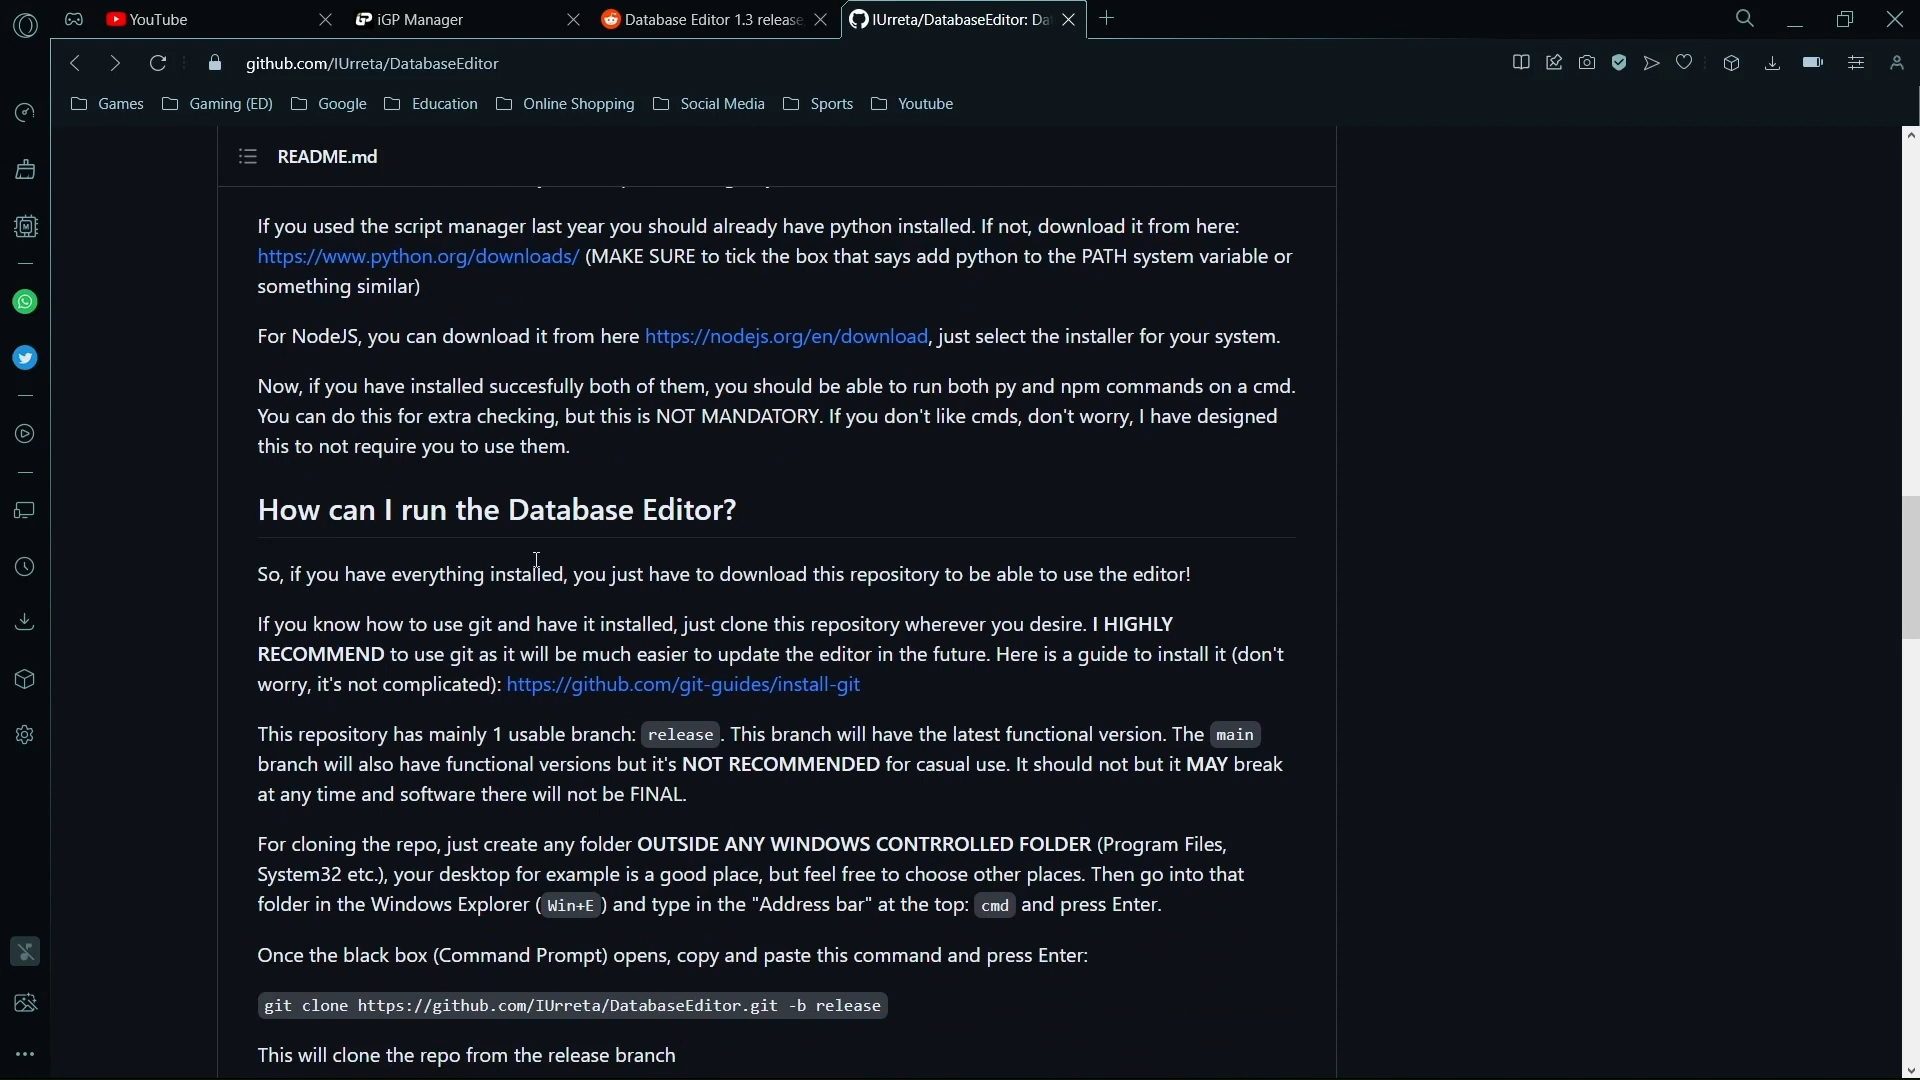 YouTube
iGP Manager
Database Editor 1.3 release
IUrreta/DatabaseEditor: Da
github.com/IUrreta/DatabaseEditor
Games
Gaming (ED)
Google
Education
Online Shopping
Social Media
Sports
Youtube
README.md
If you used the script manager last year you should already have python installed. If not, download it from here:
https://www.python.org/downloads/ (MAKE SURE to tick the box that says add python to the PATH system variable or
something similar)
For NodeJS, you can download it from here https://nodejs.org/en/download, just select the installer for your system.
Now, if you have installed succesfully both of them, you should be able to run both py and npm commands on a cmd.
You can do this for extra checking, but this is NOT MANDATORY. If you don't like cmds, don't worry, I have designed
this to not require you to use them.
How can I run the Database Editor?
So, if you have everything installed, you just have to download this repository to be able to use the editor!
If you know how to use git and have it installed, just clone this repository wherever you desire. I HIGHLY
RECOMMEND to use git as it will be much easier to update the editor in the future. Here is a guide to install it (don't
worry, it's not complicated): https://github.com/git-guides/install-git
This repository has mainly 1 usable branch: release. This branch will have the latest functional version. The main
branch will also have functional versions but it's NOT RECOMMENDED for casual use. It should not but it MAY break
at any time and software there will not be FINAL.
For cloning the repo, just create any folder OUTSIDE ANY WINDOWS CONTRROLLED FOLDER (Program Files,
System32 etc.), your desktop for example is a good place, but feel free to choose other places. Then go into that
folder in the Windows Explorer (Win+E) and type in the "Address bar" at the top: cmd and press Enter.
Once the black box (Command Prompt) opens, copy and paste this command and press Enter:
git clone https://github.com/IUrreta/DatabaseEditor.git -b release
This will clone the repo from the release branch